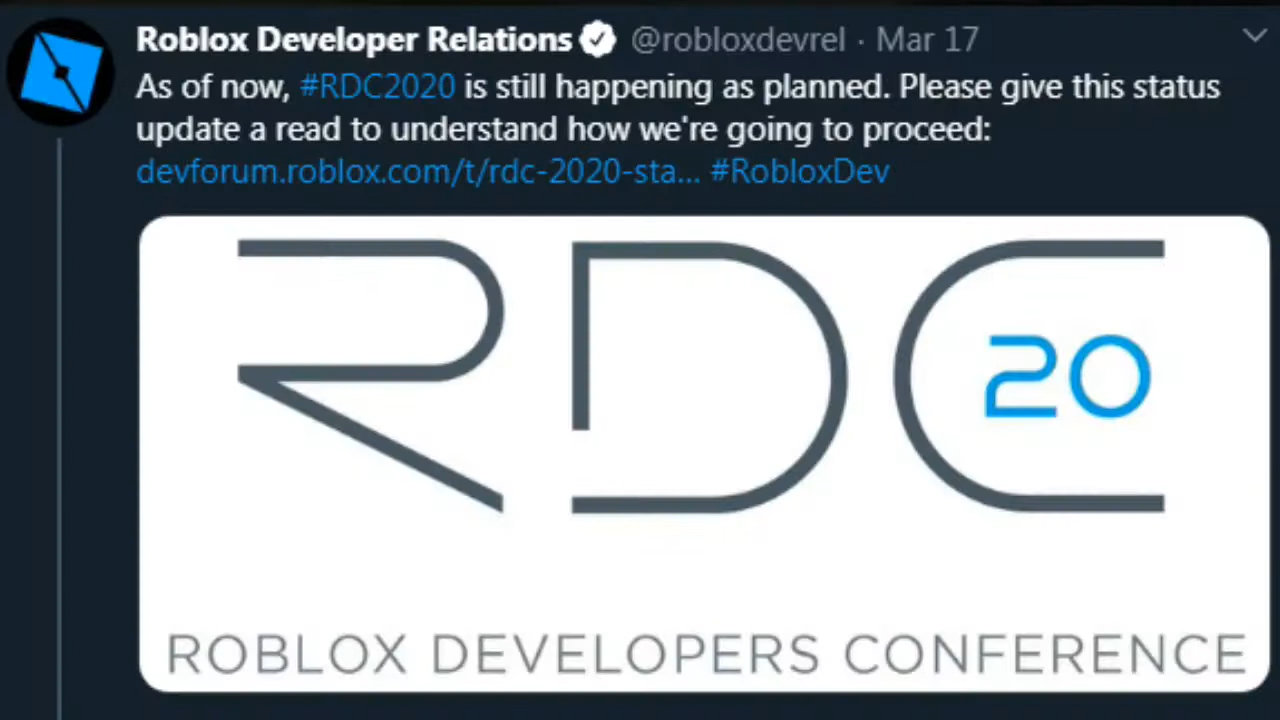 Roblox Developer Relations @robloxdevrel · Mar 17
As of now, #RDC2020 is still happening as planned. Please give this status
update a read to understand how we're going to proceed:
devforum.roblox.com/t/rdc-2020-sta... #RobloxDev
RDC
20
ROBLOX DEVELOPERS CONFERENCE